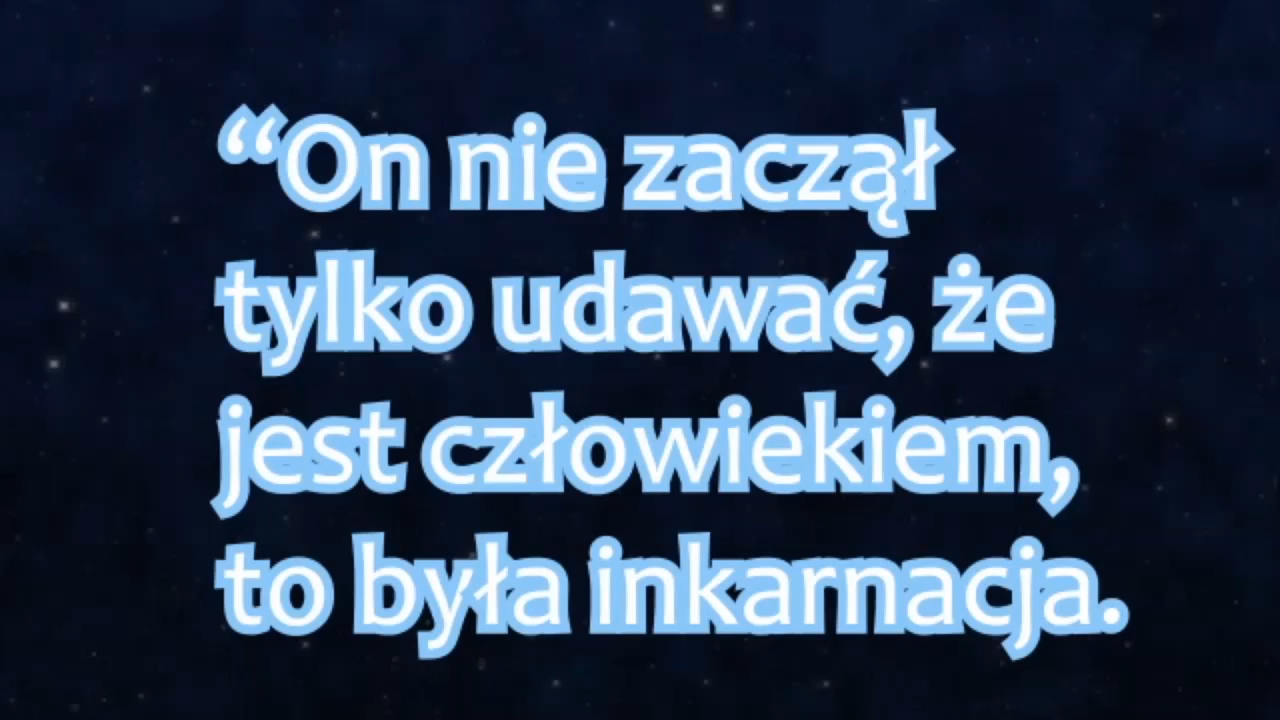 “On nie zaczął
tylko udawać, że
jest człowiekiem,
to była inkarnacja.